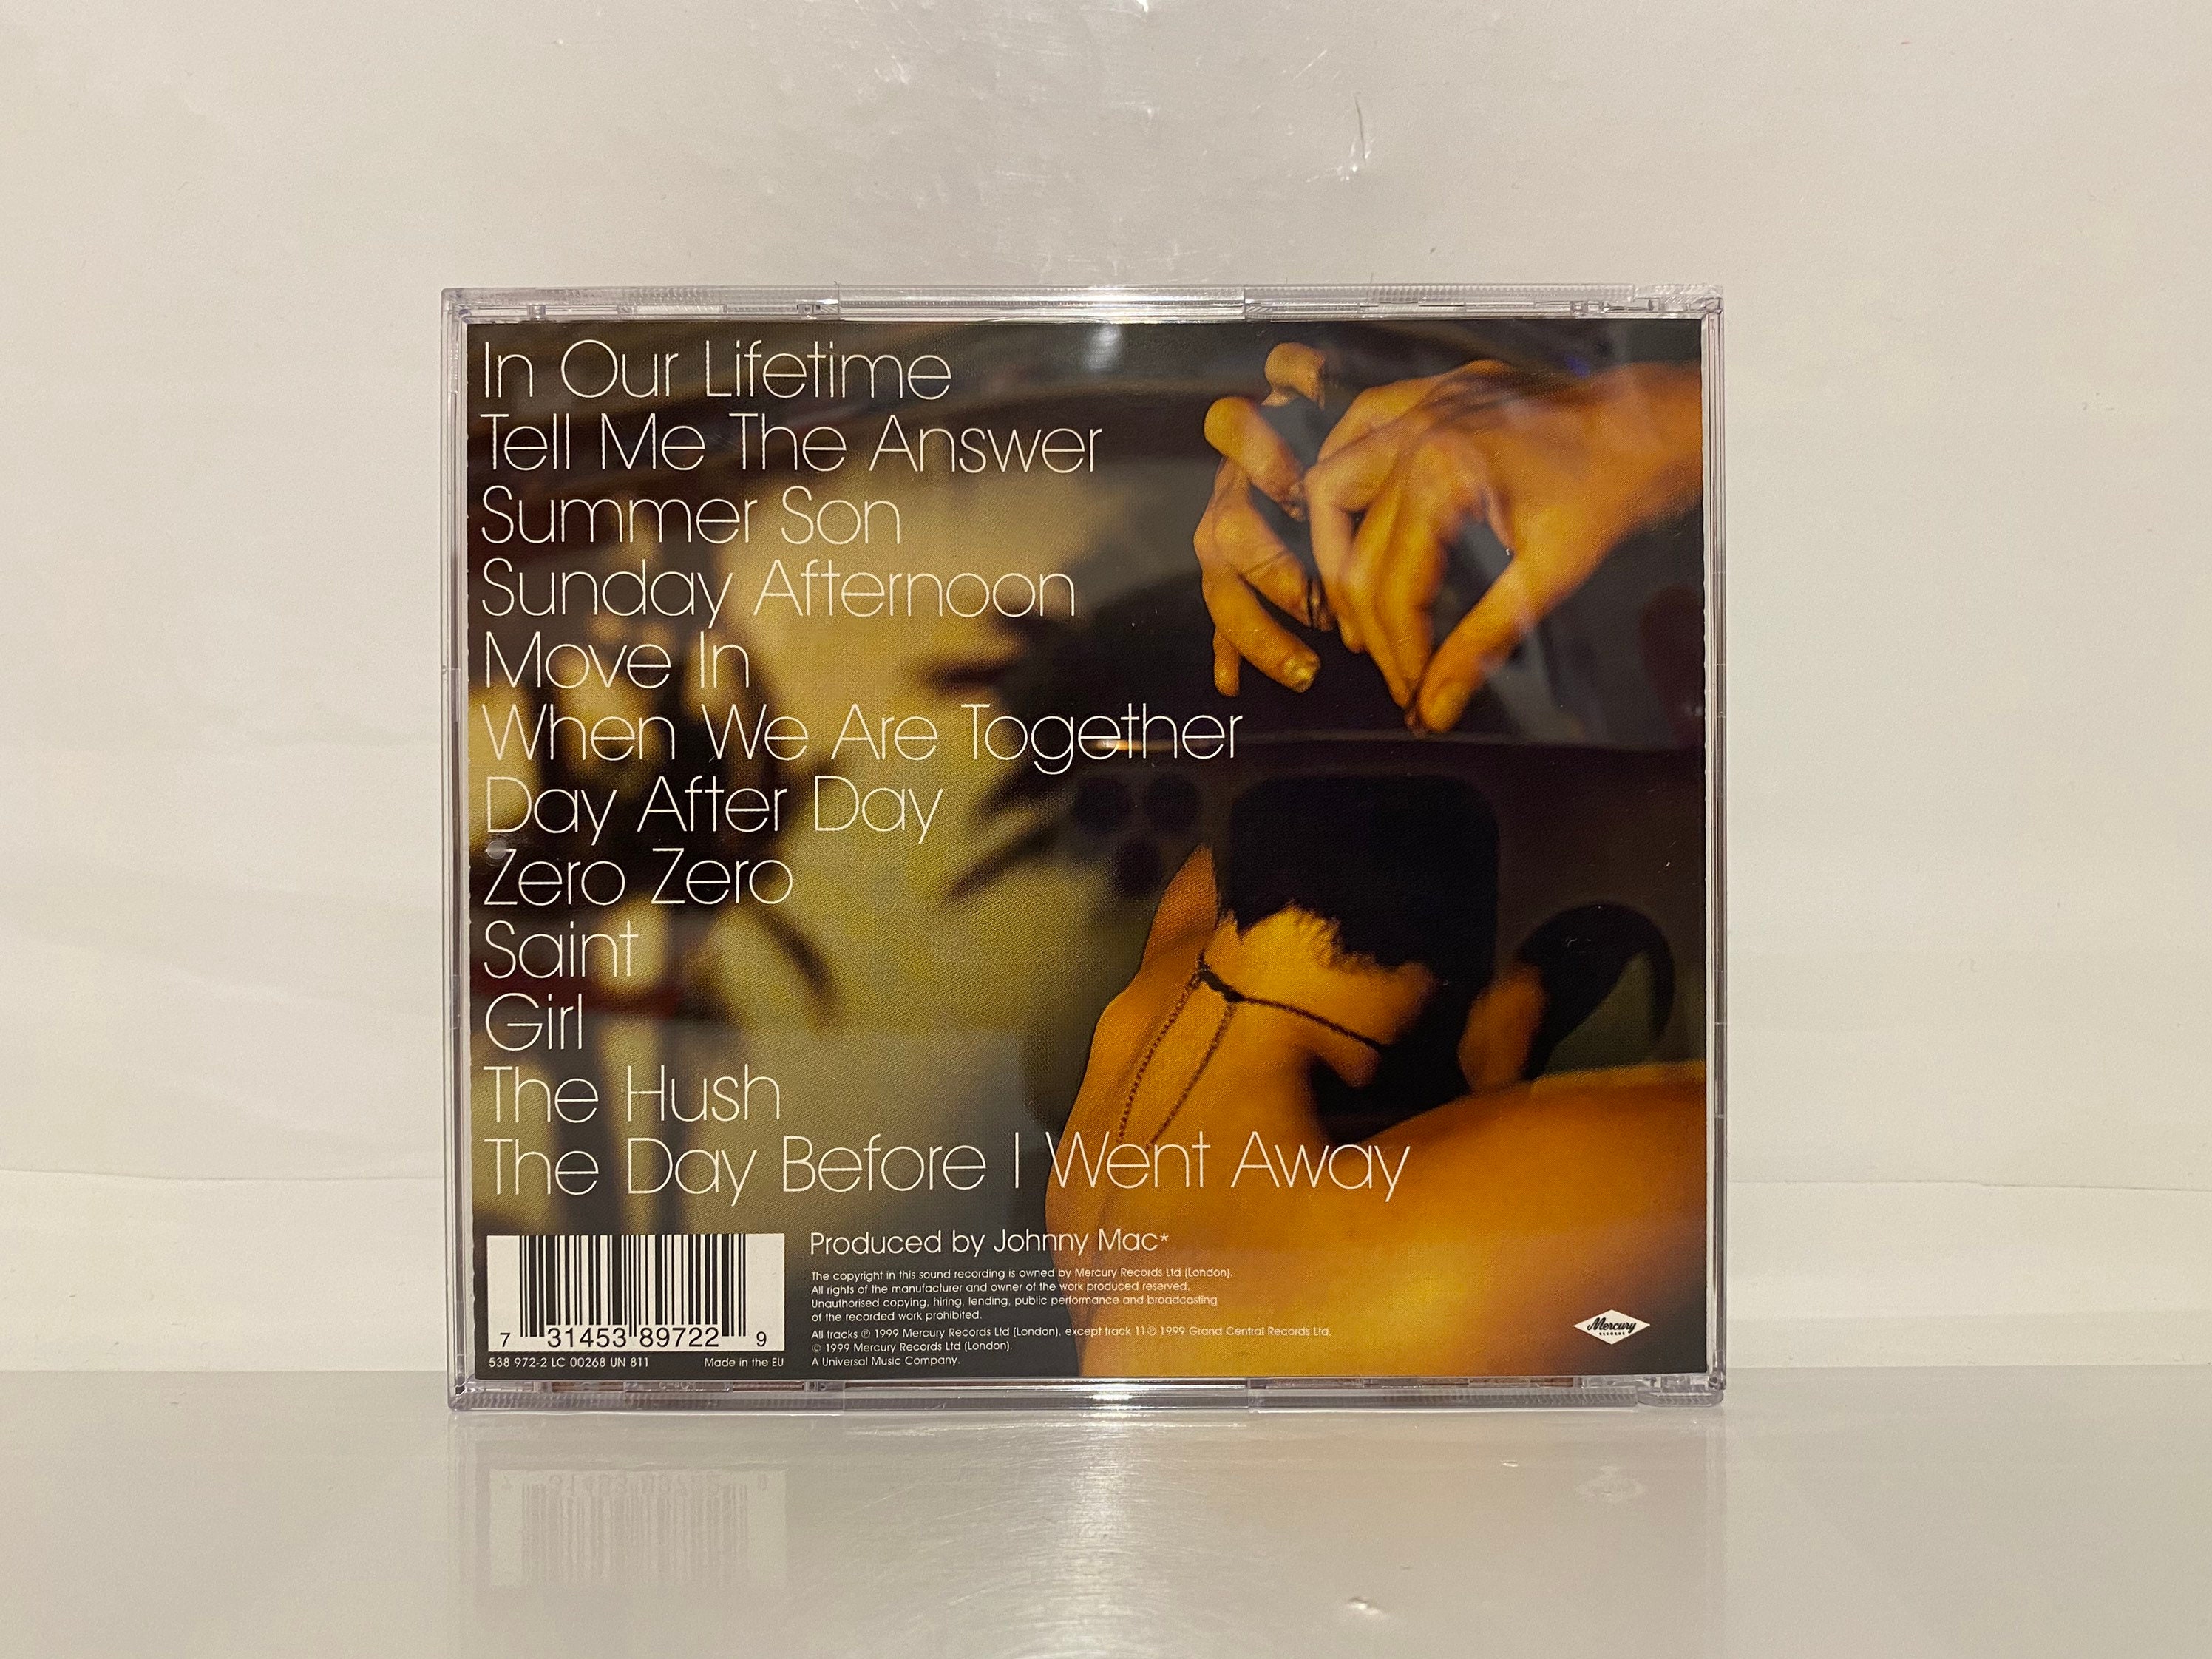 In Our Lifetime
Tell Me The Answer
Summer Son
Sunday Afternoon
Move In
When We Are Together
Day After Day
Zero Zero
Saint
Girl
The Hush
The Day Before I Went Away
Produced by Johnny Mac*
The copyright in this sound recording is owned by Mercury Records Ltd (London).
All rights of the manufacturer and owner of the work produced reserved.
Unauthorised copying, hiring, lending, public performance and broadcasting
of the recorded work prohibited.
All tracks ℗ 1999 Mercury Records Ltd (London), except track 11 ℗ 1999 Grand Central Records Ltd.
© 1999 Mercury Records Ltd (London).
A Universal Music Company.
7 31453 89722 9
538 972-2 LC 00268 UN 811 Made in the EU
Mercury
RECORDS